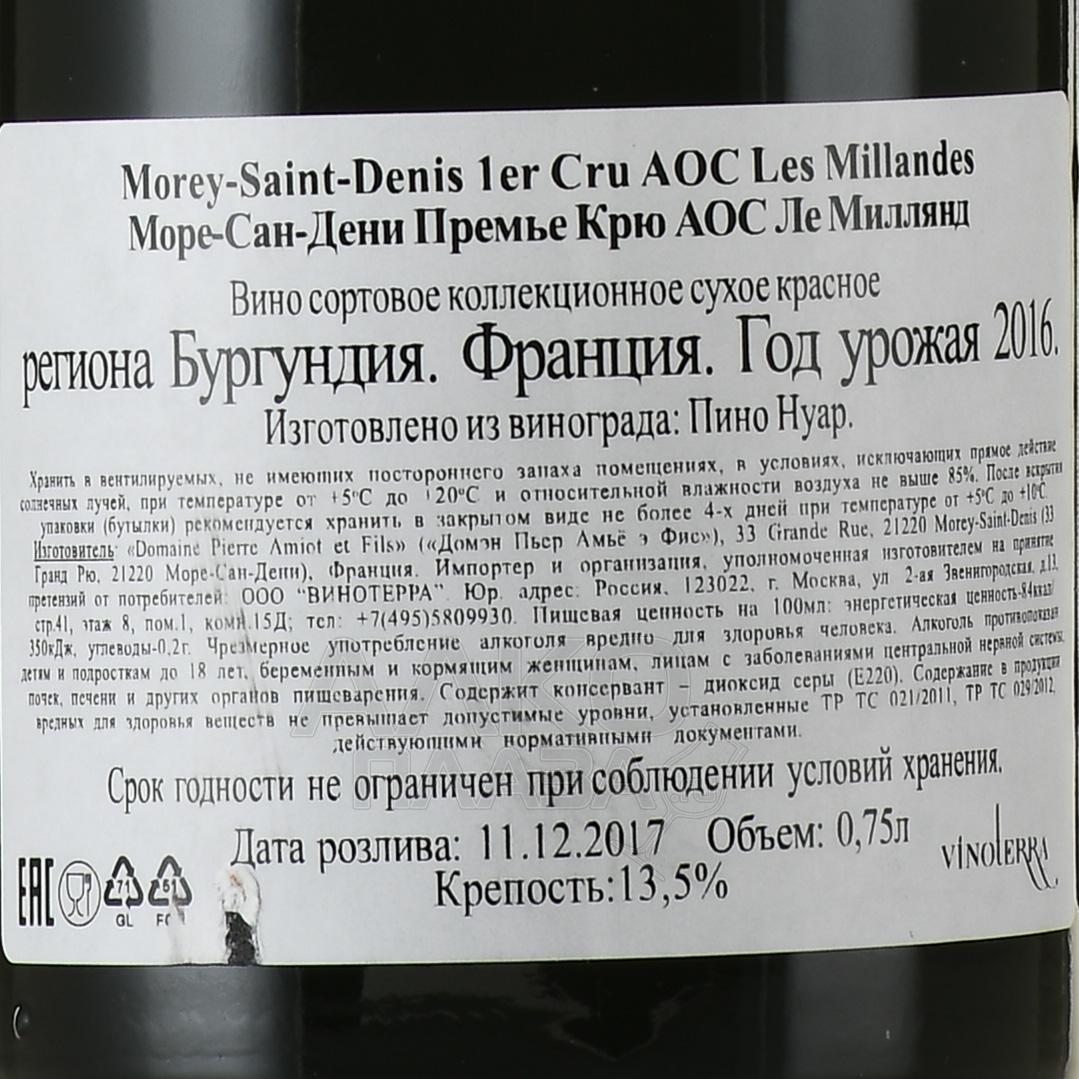 Morey-Saint-Denis 1er Cru AOC Les Millandes
Море-Сан-Дени Премье Крю АОС Ле Миллянд
Вино сортовое коллекционное сухое красное
региона Бургундия. Франция. Год урожая 2016.
Изготовлено из винограда: Пино Нуар.
Хранить в вентилируемых, не имеющих постороннего запаха помещениях, в условиях, исключающих прямое действие
солнечных лучей, при температуре от +5°С до +20°С и относительной влажности воздуха не выше 85%. После вскрытия
упаковки (бутылки) рекомендуется хранить в закрытом виде не более 4-х дней при температуре от +5°С до +10°С.
Изготовитель: «Domaine Pierre Amiot et Fils» («Домэн Пьер Амьё э Фис»), 33 Grande Rue, 21220 Morey-Saint-Denis (33
Гранд Рю, 21220 Море-Сан-Дени), Франция. Импортер и организация, уполномоченная изготовителем на принятие
претензий от потребителей: ООО "ВИНОТЕРРА". Юр. адрес: Россия, 123022, г. Москва, ул 2-ая Звенигородская, д.13,
стр.41, этаж 8, пом.1, комн.15Д; тел: +7(495)5809930. Пищевая ценность на 100мл: энергетическая ценность-84ккал/
350кДж, углеводы-0,2г. Чрезмерное употребление алкоголя вредно для здоровья человека. Алкоголь противопоказан
детям и подросткам до 18 лет, беременным и кормящим женщинам, лицам с заболеваниями центральной нервной системы,
почек, печени и других органов пищеварения. Содержит консервант – диоксид серы (Е220). Содержание в продукции
вредных для здоровья веществ не превышает допустимые уровни, установленные ТР ТС 021/2011, ТР ТС 029/2012,
действующими нормативными документами.
Срок годности не ограничен при соблюдении условий хранения.
Дата розлива: 11.12.2017 Объем: 0,75л
Крепость:13,5%
EAC
71
GL
51
VINOTERRA
АЛКО
НАЛАВА